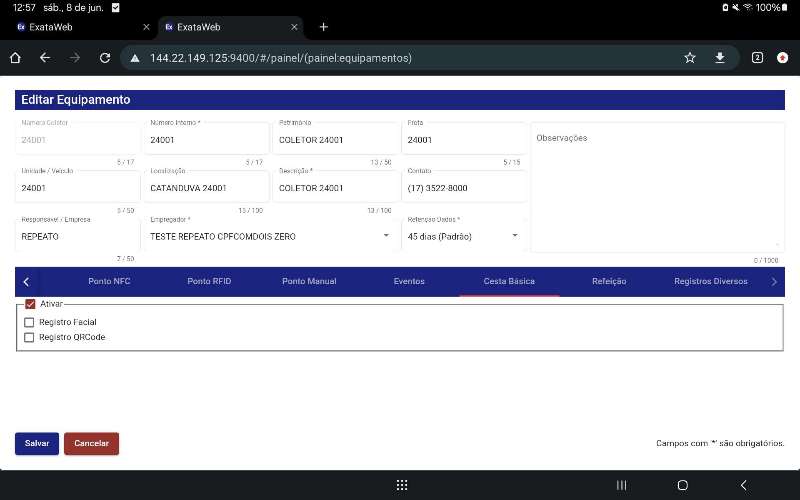 12:57 sáb., 8 de jun. 100%
ExataWeb ExataWeb
144.22.149.125:9400/#/painel/(painel:equipamentos) 2
Editar Equipamento
Número Coletor Número Interno * Patrimônio Frota
24001 24001 COLETOR 24001 24001 Observações
5 / 17 5 / 17 13 / 50 5 / 15
Unidade / Veículo Localização Descrição * Contato
24001 CATANDUVA 24001 COLETOR 24001 (17) 3522-8000
5 / 50 15 / 100 13 / 100
Responsável / Empresa Empregador * Retenção Dados *
REPEATO TESTE REPEATO CPFCOMDOIS ZERO 45 dias (Padrão)
7 / 50 0 / 1000
Ponto NFC Ponto RFID Ponto Manual Eventos Cesta Básica Refeição Registros Diversos
Ativar
Registro Facial
Registro QRCode
Salvar Cancelar Campos com '*' são obrigatórios.